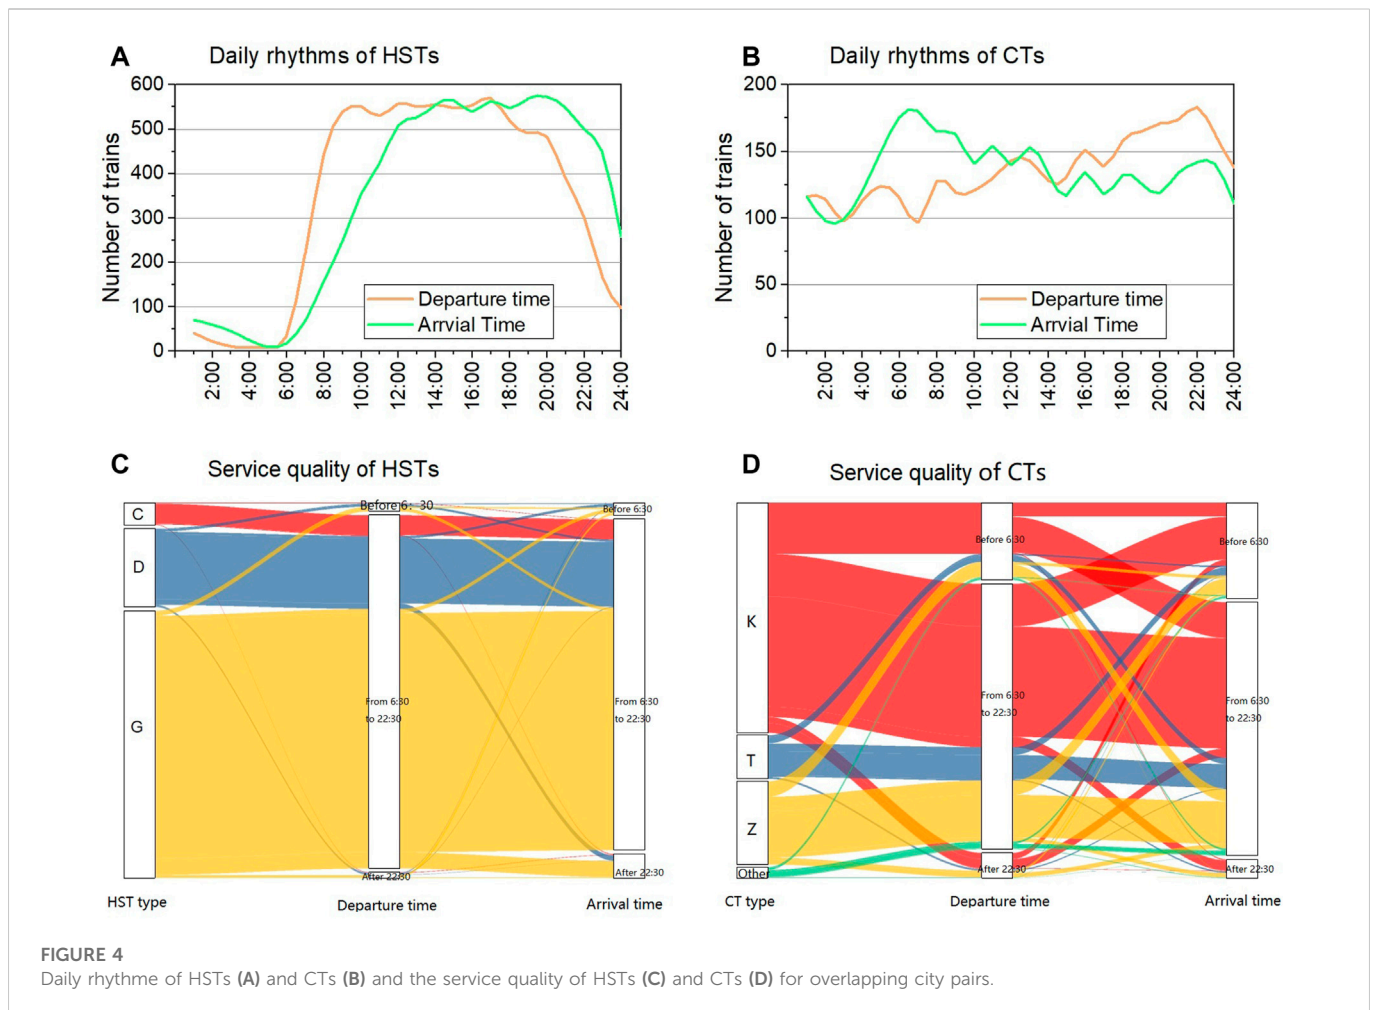 A Daily rhythms of HSTs
600
500
400
300
200
100
0
Number of trains
Departure time
Arrvial Time
2:00 4:00 6:00 8:00 10:00 12:00 14:00 16:00 18:00 20:00 22:00 24:00
B Daily rhythms of CTs
200
150
100
50
0
Number of trains
Departure time
Arrvial Time
2:00 4:00 6:00 8:00 10:00 12:00 14:00 16:00 18:00 20:00 22:00 24:00
C Service quality of HSTs
C
D
G
Before 6:30
From 6:30
to 22:30
After 22:30
Before 6:30
From 6:30
to 22:30
After 22:30
HST type Departure time Arrival time
D Service quality of CTs
K
T
Z
Other
Before 6:30
From 6:30
to 22:30
After 22:30
Before 6:30
From 6:30
to 22:30
After 22:30
CT type Departure time Arrival time
FIGURE 4
Daily rhythme of HSTs (A) and CTs (B) and the service quality of HSTs (C) and CTs (D) for overlapping city pairs.